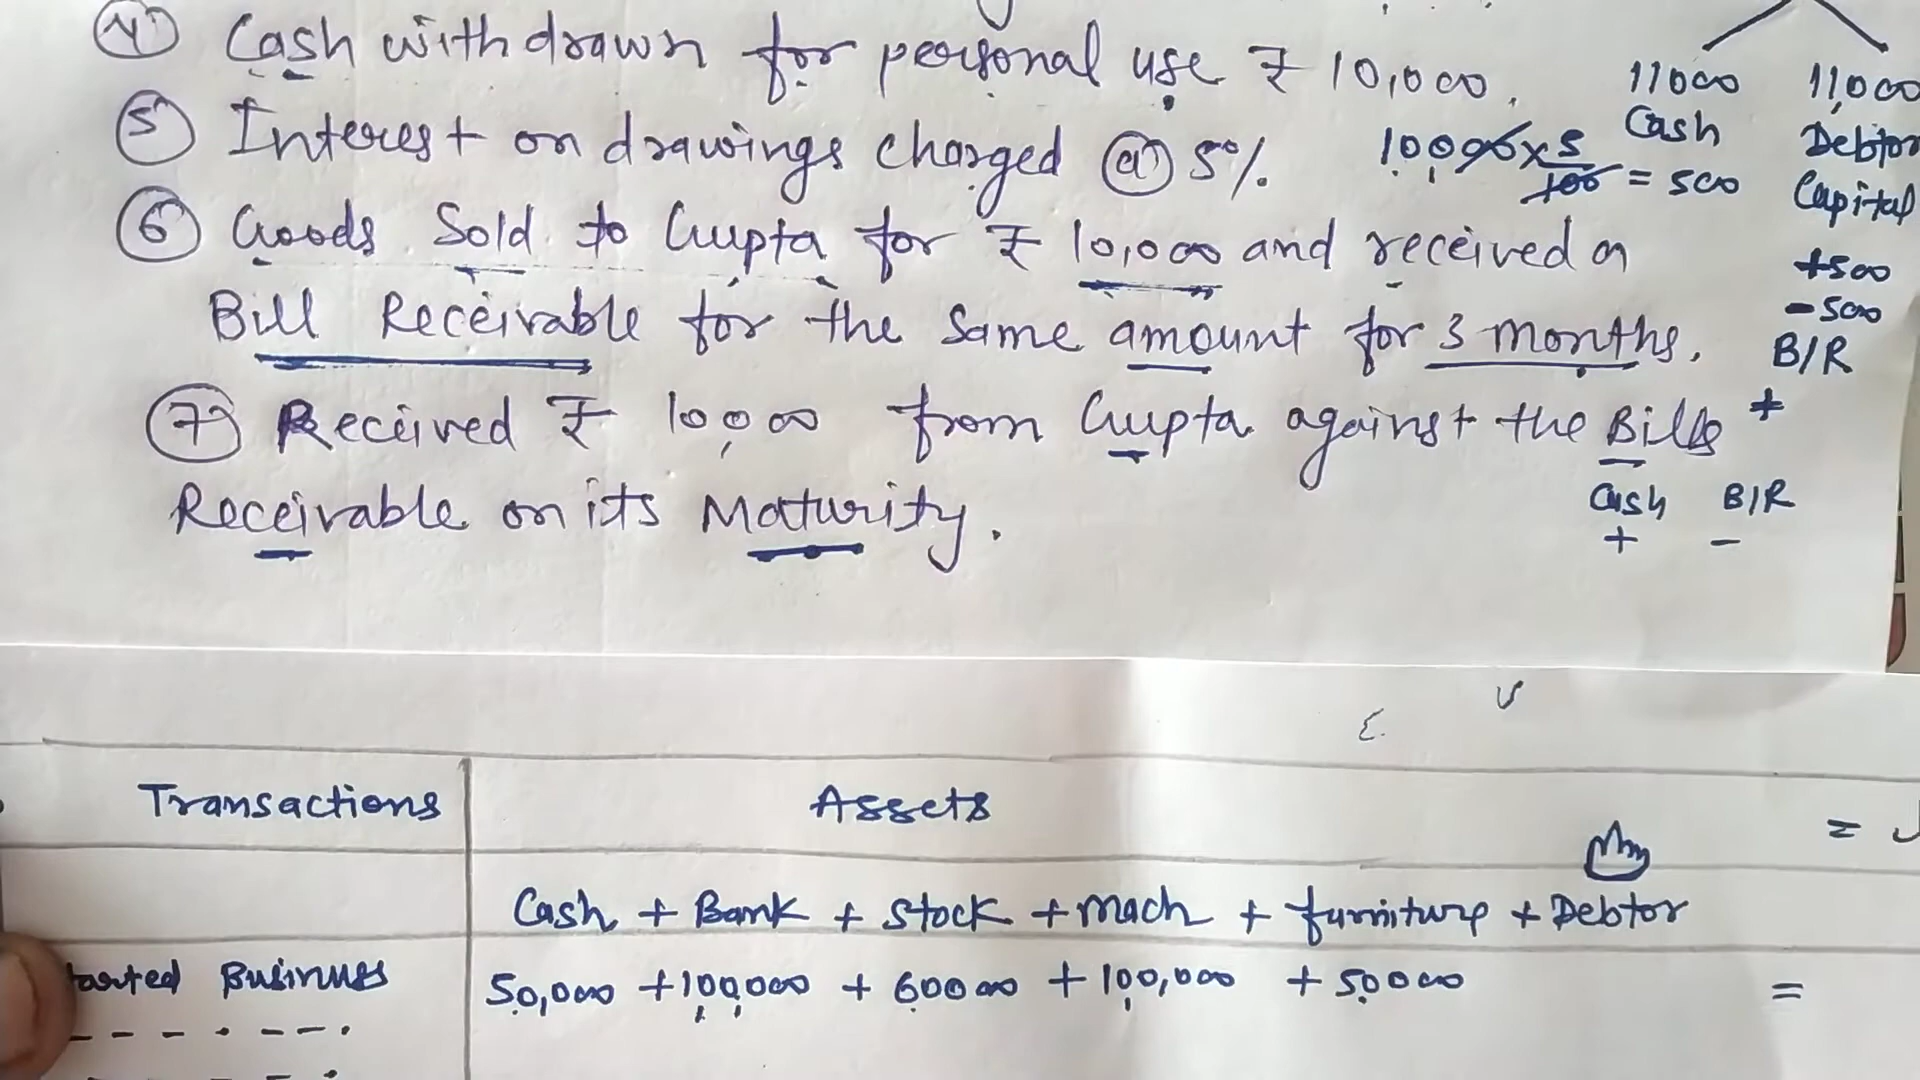 ④ Cash withdrawn for personal use ₹ 10,000.
11000 11,000
Cash Debtor
⑤ Interest on drawings charged @ 5%.
10000 x 5/100 = 500
Capital
+500
-500
⑥ Goods Sold to Gupta for ₹ 10,000 and received a
Bill Receivable for the same amount for 3 months.
B/R
+
⑦ Received ₹ 10,000 from Gupta against the Bills
Receivable on its Maturity.
Cash B/R
+ -
Transactions Assets =
Cash + Bank + Stock + Mach + furniture + Debtor
tarted Business 50,000 + 100,000 + 60000 + 100,000 + 50000 =